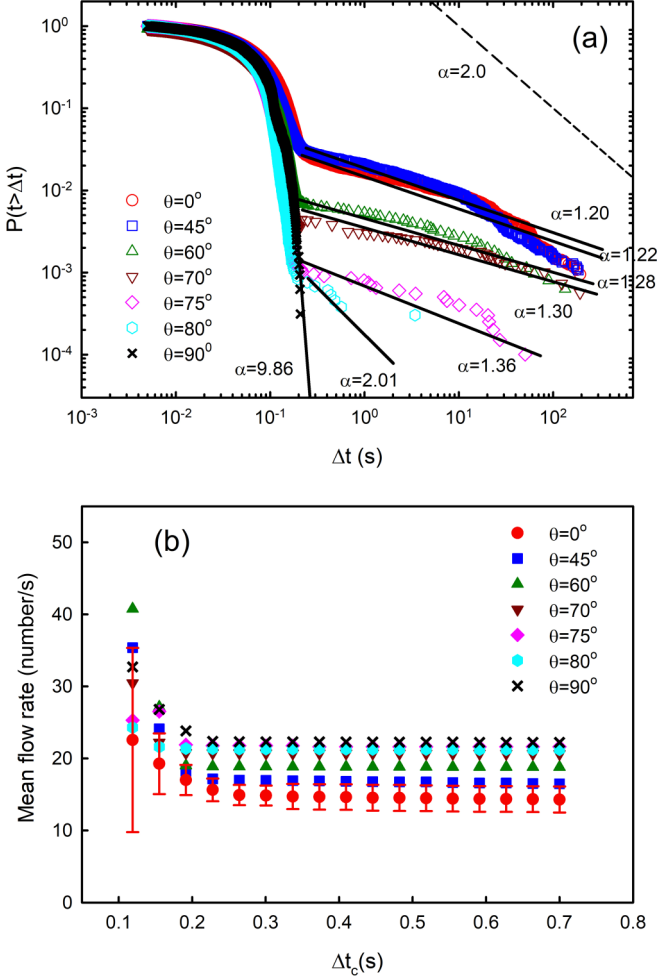 (a)
10⁰
10⁻¹
10⁻²
10⁻³
10⁻⁴
P(t>Δt)
α=2.0
θ=0°
θ=45°
θ=60°
θ=70°
θ=75°
θ=80°
θ=90⁰
α=1.20
α=1.22
α=1.28
α=1.30
α=1.36
α=2.01
α=9.86
10⁻³
10⁻²
10⁻¹
10⁰
10¹
10²
Δt (s)
(b)
50
40
30
20
10
0
Mean flow rate (number/s)
θ=0°
θ=45°
θ=60°
θ=70°
θ=75°
θ=80°
θ=90°
0.1
0.2
0.3
0.4
0.5
0.6
0.7
0.8
Δt_c(s)